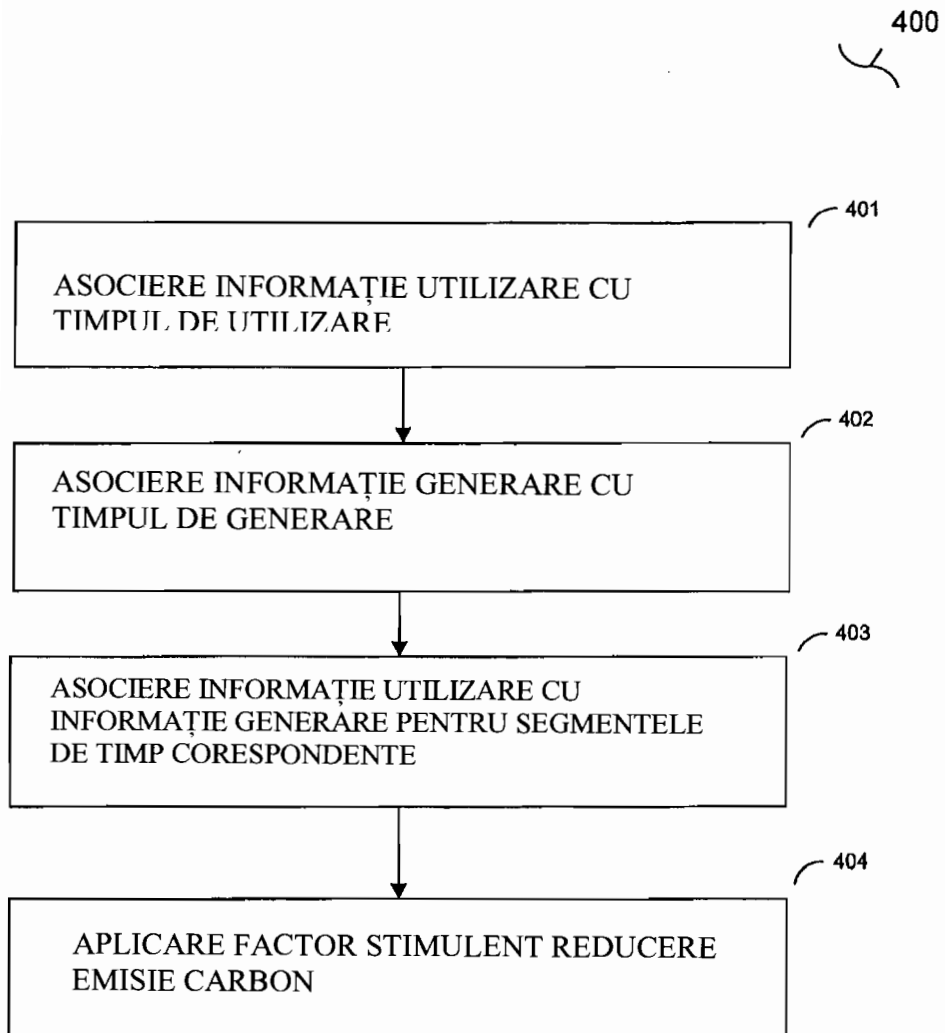 400
401
ASOCIERE INFORMAȚIE UTILIZARE CU
TIMPUL DE UTILIZARE
402
ASOCIERE INFORMAȚIE GENERARE CU
TIMPUL DE GENERARE
403
ASOCIERE INFORMAȚIE UTILIZARE CU
INFORMAȚIE GENERARE PENTRU SEGMENTELE
DE TIMP CORESPONDENTE
404
APLICARE FACTOR STIMULENT REDUCERE
EMISIE CARBON